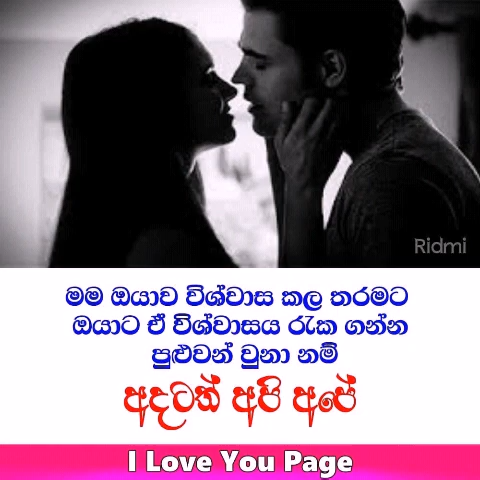 Ridmi
මම ඔයාව විශ්වාස කල තරමට
ඔයාට ඒ විශ්වාසය රැක ගන්න
පුළුවන් වුනා නම්
අදටත් අපි අපේ
I Love You Page